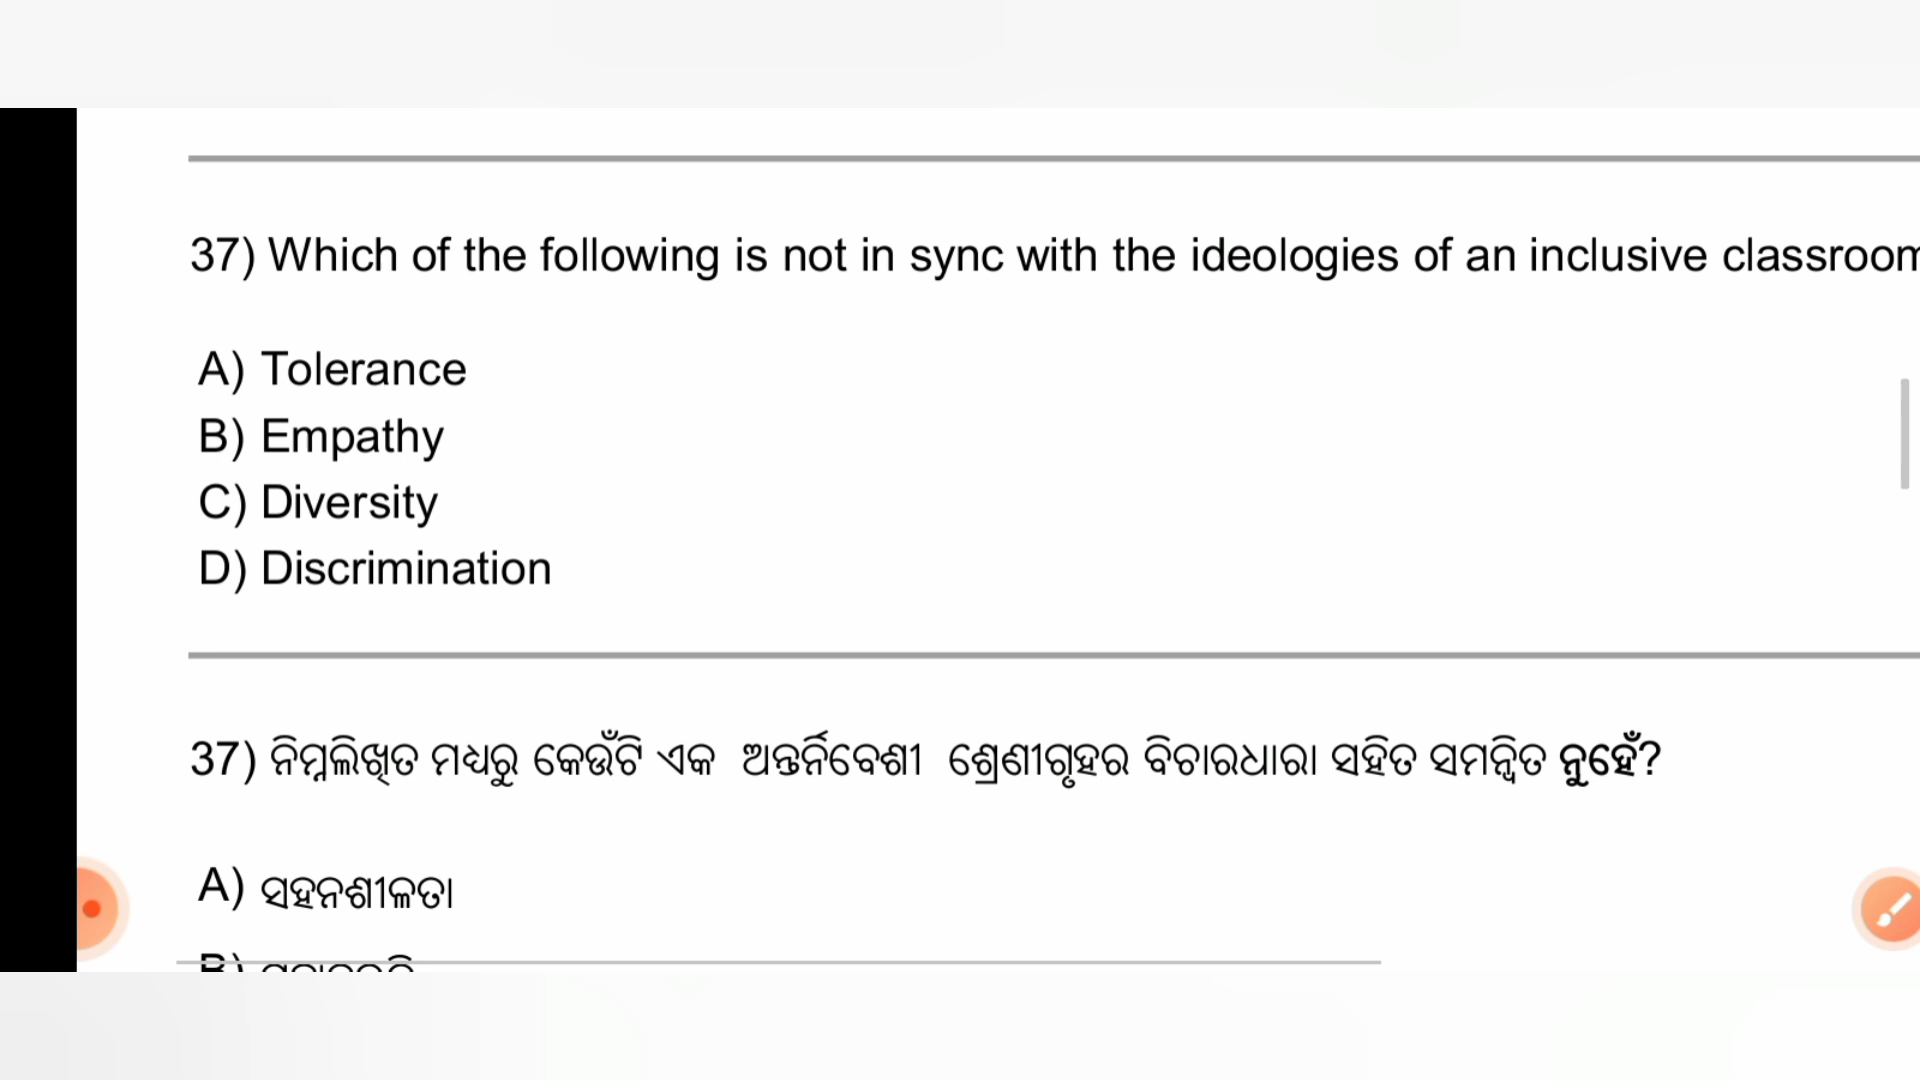 37) Which of the following is not in sync with the ideologies of an inclusive classroom
A) Tolerance
B) Empathy
C) Diversity
D) Discrimination
37) ନିମ୍ନଲିଖିତ ମଧ୍ୟରୁ କେଉଁଟି ଏକ ଅନ୍ତର୍ନିବେଶୀ ଶ୍ରେଣୀଗୃହର ବିଚାରଧାରା ସହିତ ସମନ୍ୱିତ ନୁହେଁ?
A) ସହନଶୀଳତା
B)